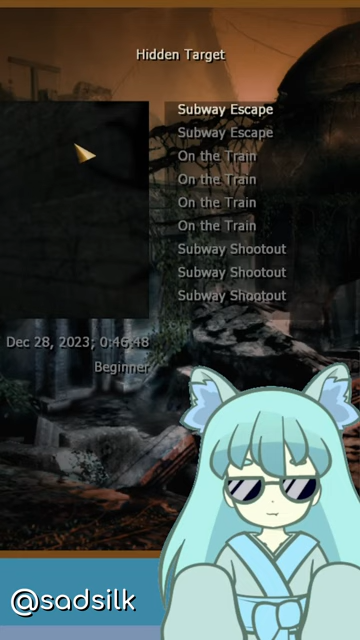 Hidden Target
Subway Escape
Subway Escape
On the Train
On the Train
On the Train
On the Train
Subway Shootout
Subway Shootout
Subway Shootout
Dec 28, 2023; 0:46:48
Beginner
@sadsilk